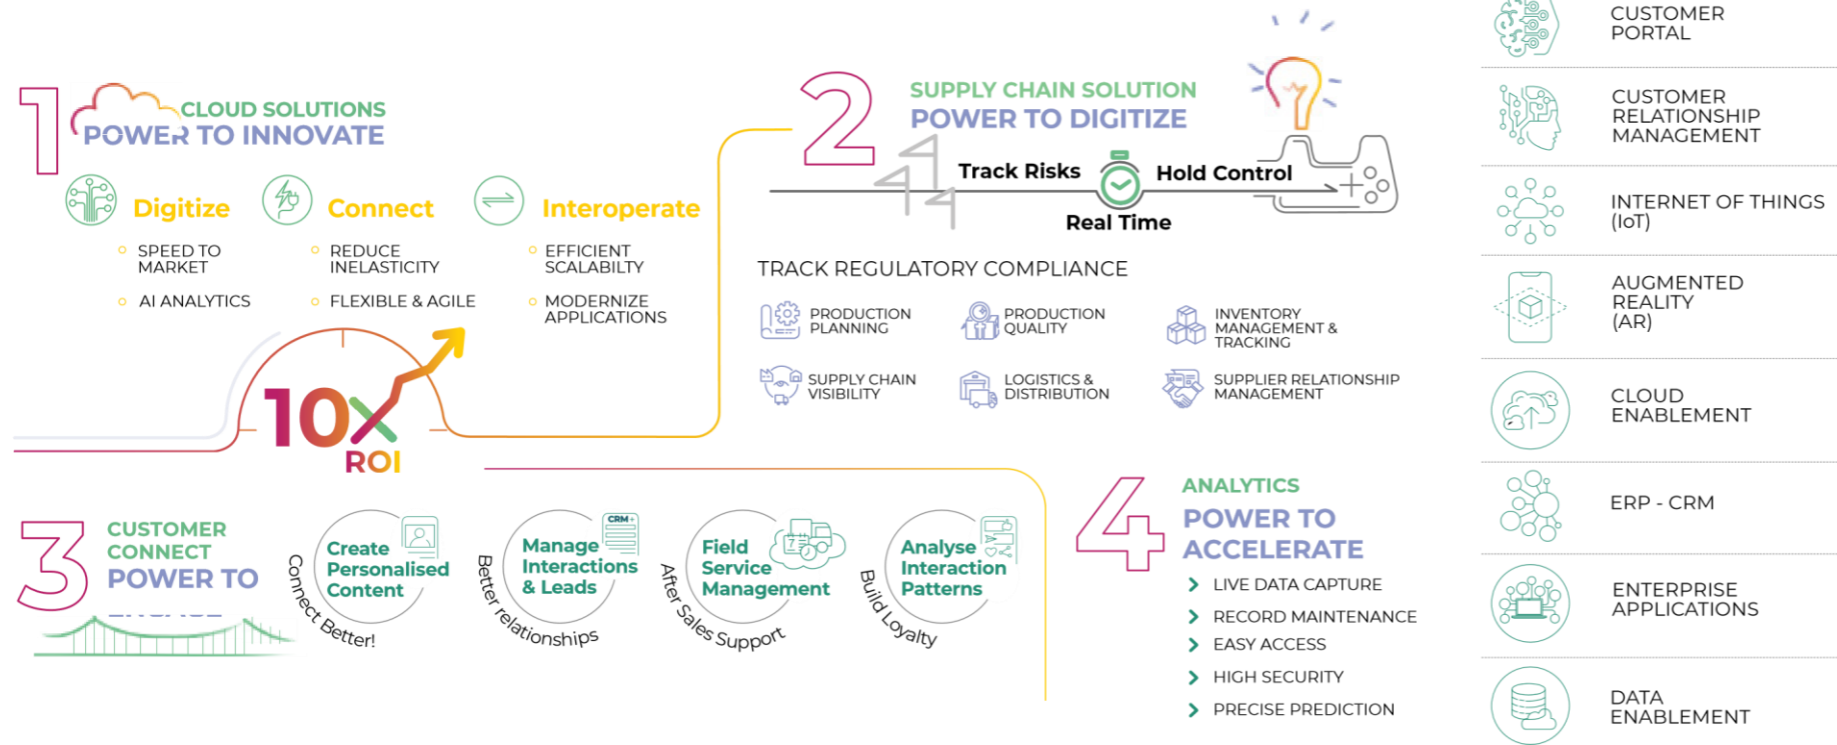 1
CLOUD SOLUTIONS
POWER TO INNOVATE
Digitize
SPEED TO
MARKET
AI ANALYTICS
Connect
REDUCE
INELASTICITY
FLEXIBLE & AGILE
Interoperate
EFFICIENT
SCALABILTY
MODERNIZE
APPLICATIONS
10X
ROI
2
SUPPLY CHAIN SOLUTION
POWER TO DIGITIZE
Track Risks
Hold Control
Real Time
TRACK REGULATORY COMPLIANCE
PRODUCTION
PLANNING
PRODUCTION
QUALITY
INVENTORY
MANAGEMENT &
TRACKING
SUPPLY CHAIN
VISIBILITY
LOGISTICS &
DISTRIBUTION
SUPPLIER RELATIONSHIP
MANAGEMENT
3
CUSTOMER
CONNECT
POWER TO
Create
Personalised
Content
Connect Better!
CRM+
Manage
Interactions
& Leads
Better relationships
7
Field
Service
Management
After Sales Support
Analyse
Interaction
Patterns
Build Loyalty
4
ANALYTICS
POWER TO
ACCELERATE
LIVE DATA CAPTURE
RECORD MAINTENANCE
EASY ACCESS
HIGH SECURITY
PRECISE PREDICTION
CUSTOMER
PORTAL
CUSTOMER
RELATIONSHIP
MANAGEMENT
INTERNET OF THINGS
(IoT)
AUGMENTED
REALITY
(AR)
CLOUD
ENABLEMENT
ERP - CRM
ENTERPRISE
APPLICATIONS
DATA
ENABLEMENT